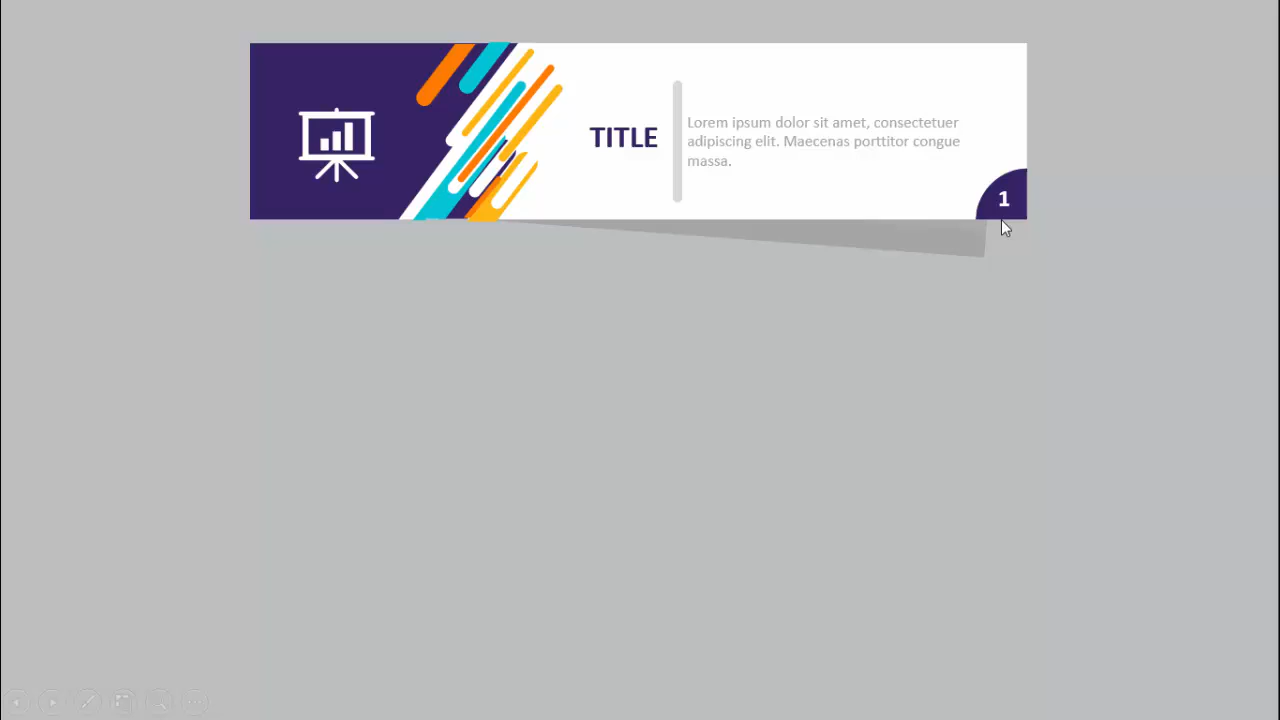 TITLE
Lorem ipsum dolor sit amet, consectetuer
adipiscing elit. Maecenas porttitor congue
massa.
1